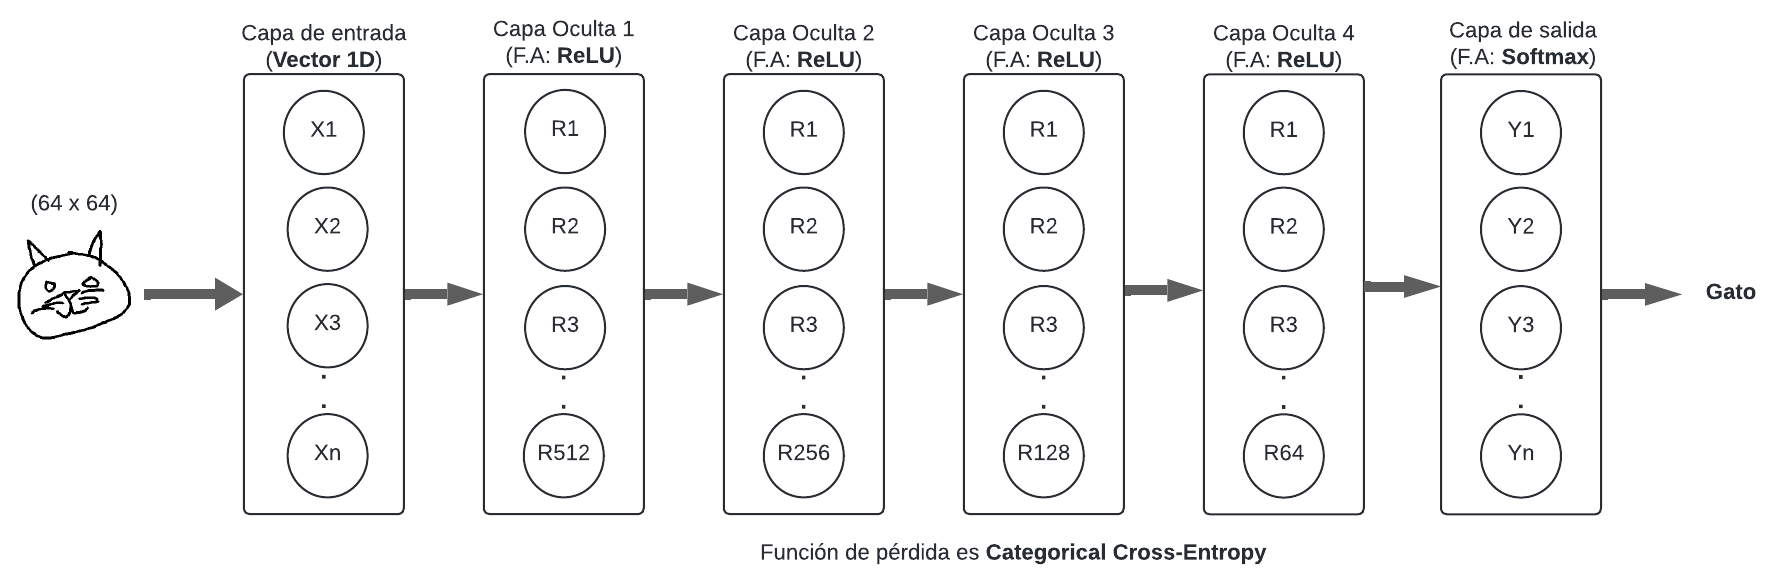 (64 x 64)
Capa de entrada
(Vector 1D)
X1
X2
X3
.
.
Xn
Capa Oculta 1
(F.A: ReLU)
R1
R2
R3
.
.
R512
Capa Oculta 2
(F.A: ReLU)
R1
R2
R3
.
.
R256
Capa Oculta 3
(F.A: ReLU)
R1
R2
R3
.
.
R128
Capa Oculta 4
(F.A: ReLU)
R1
R2
R3
.
.
R64
Capa de salida
(F.A: Softmax)
Y1
Y2
Y3
.
.
Yn
Gato
Función de pérdida es Categorical Cross-Entropy